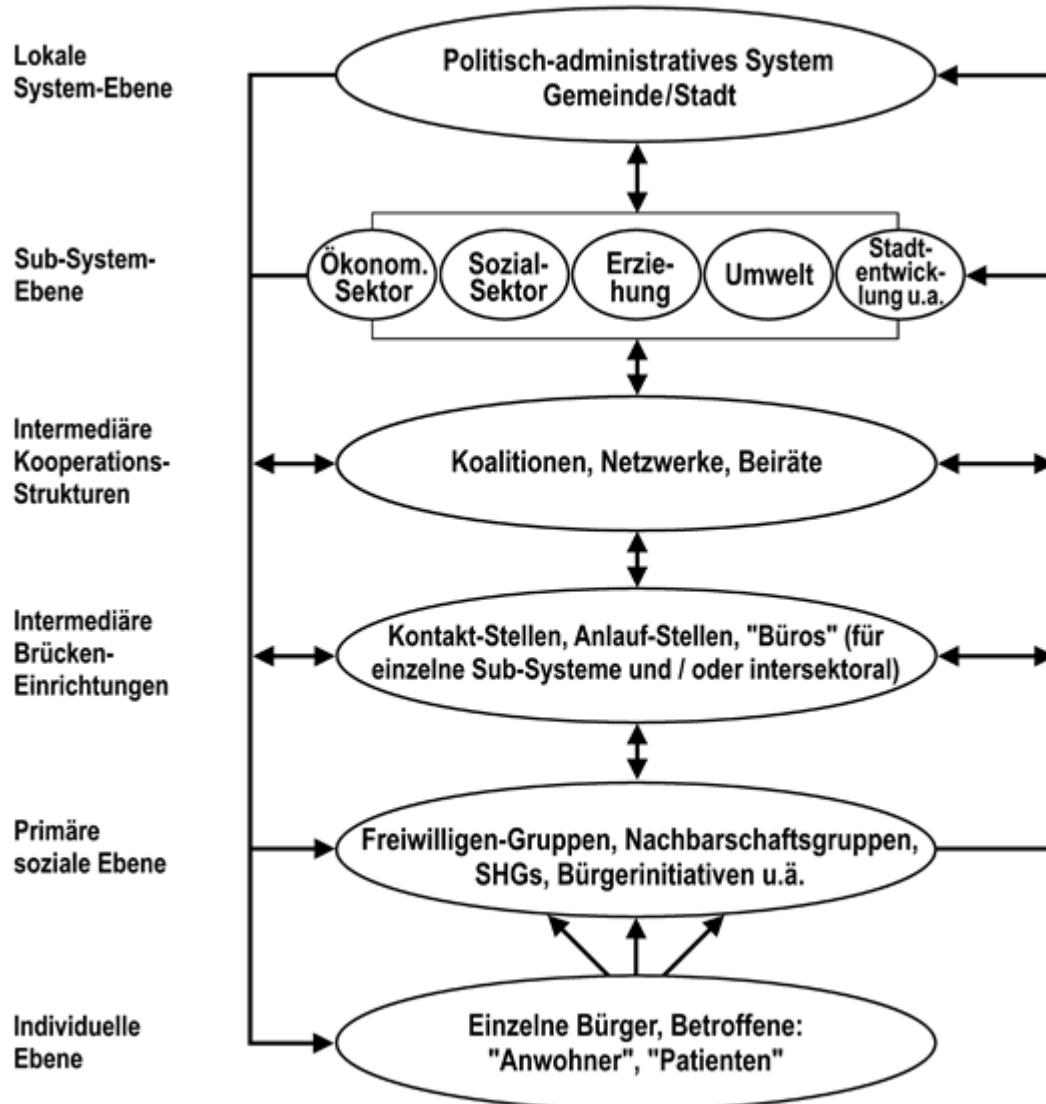 Lokale
System-Ebene
Politisch-administratives System
Gemeinde/Stadt
Sub-System-
Ebene
Ökonom.
Sektor
Sozial-
Sektor
Erzie-
hung
Umwelt
Stadt-
entwick-
lung u.a.
Intermediäre
Kooperations-
Strukturen
Koalitionen, Netzwerke, Beiräte
Intermediäre
Brücken-
Einrichtungen
Kontakt-Stellen, Anlauf-Stellen, "Büros" (für
einzelne Sub-Systeme und / oder intersektoral)
Primäre
soziale Ebene
Freiwilligen-Gruppen, Nachbarschaftsgruppen,
SHGs, Bürgerinitiativen u.ä.
Individuelle
Ebene
Einzelne Bürger, Betroffene:
"Anwohner", "Patienten"